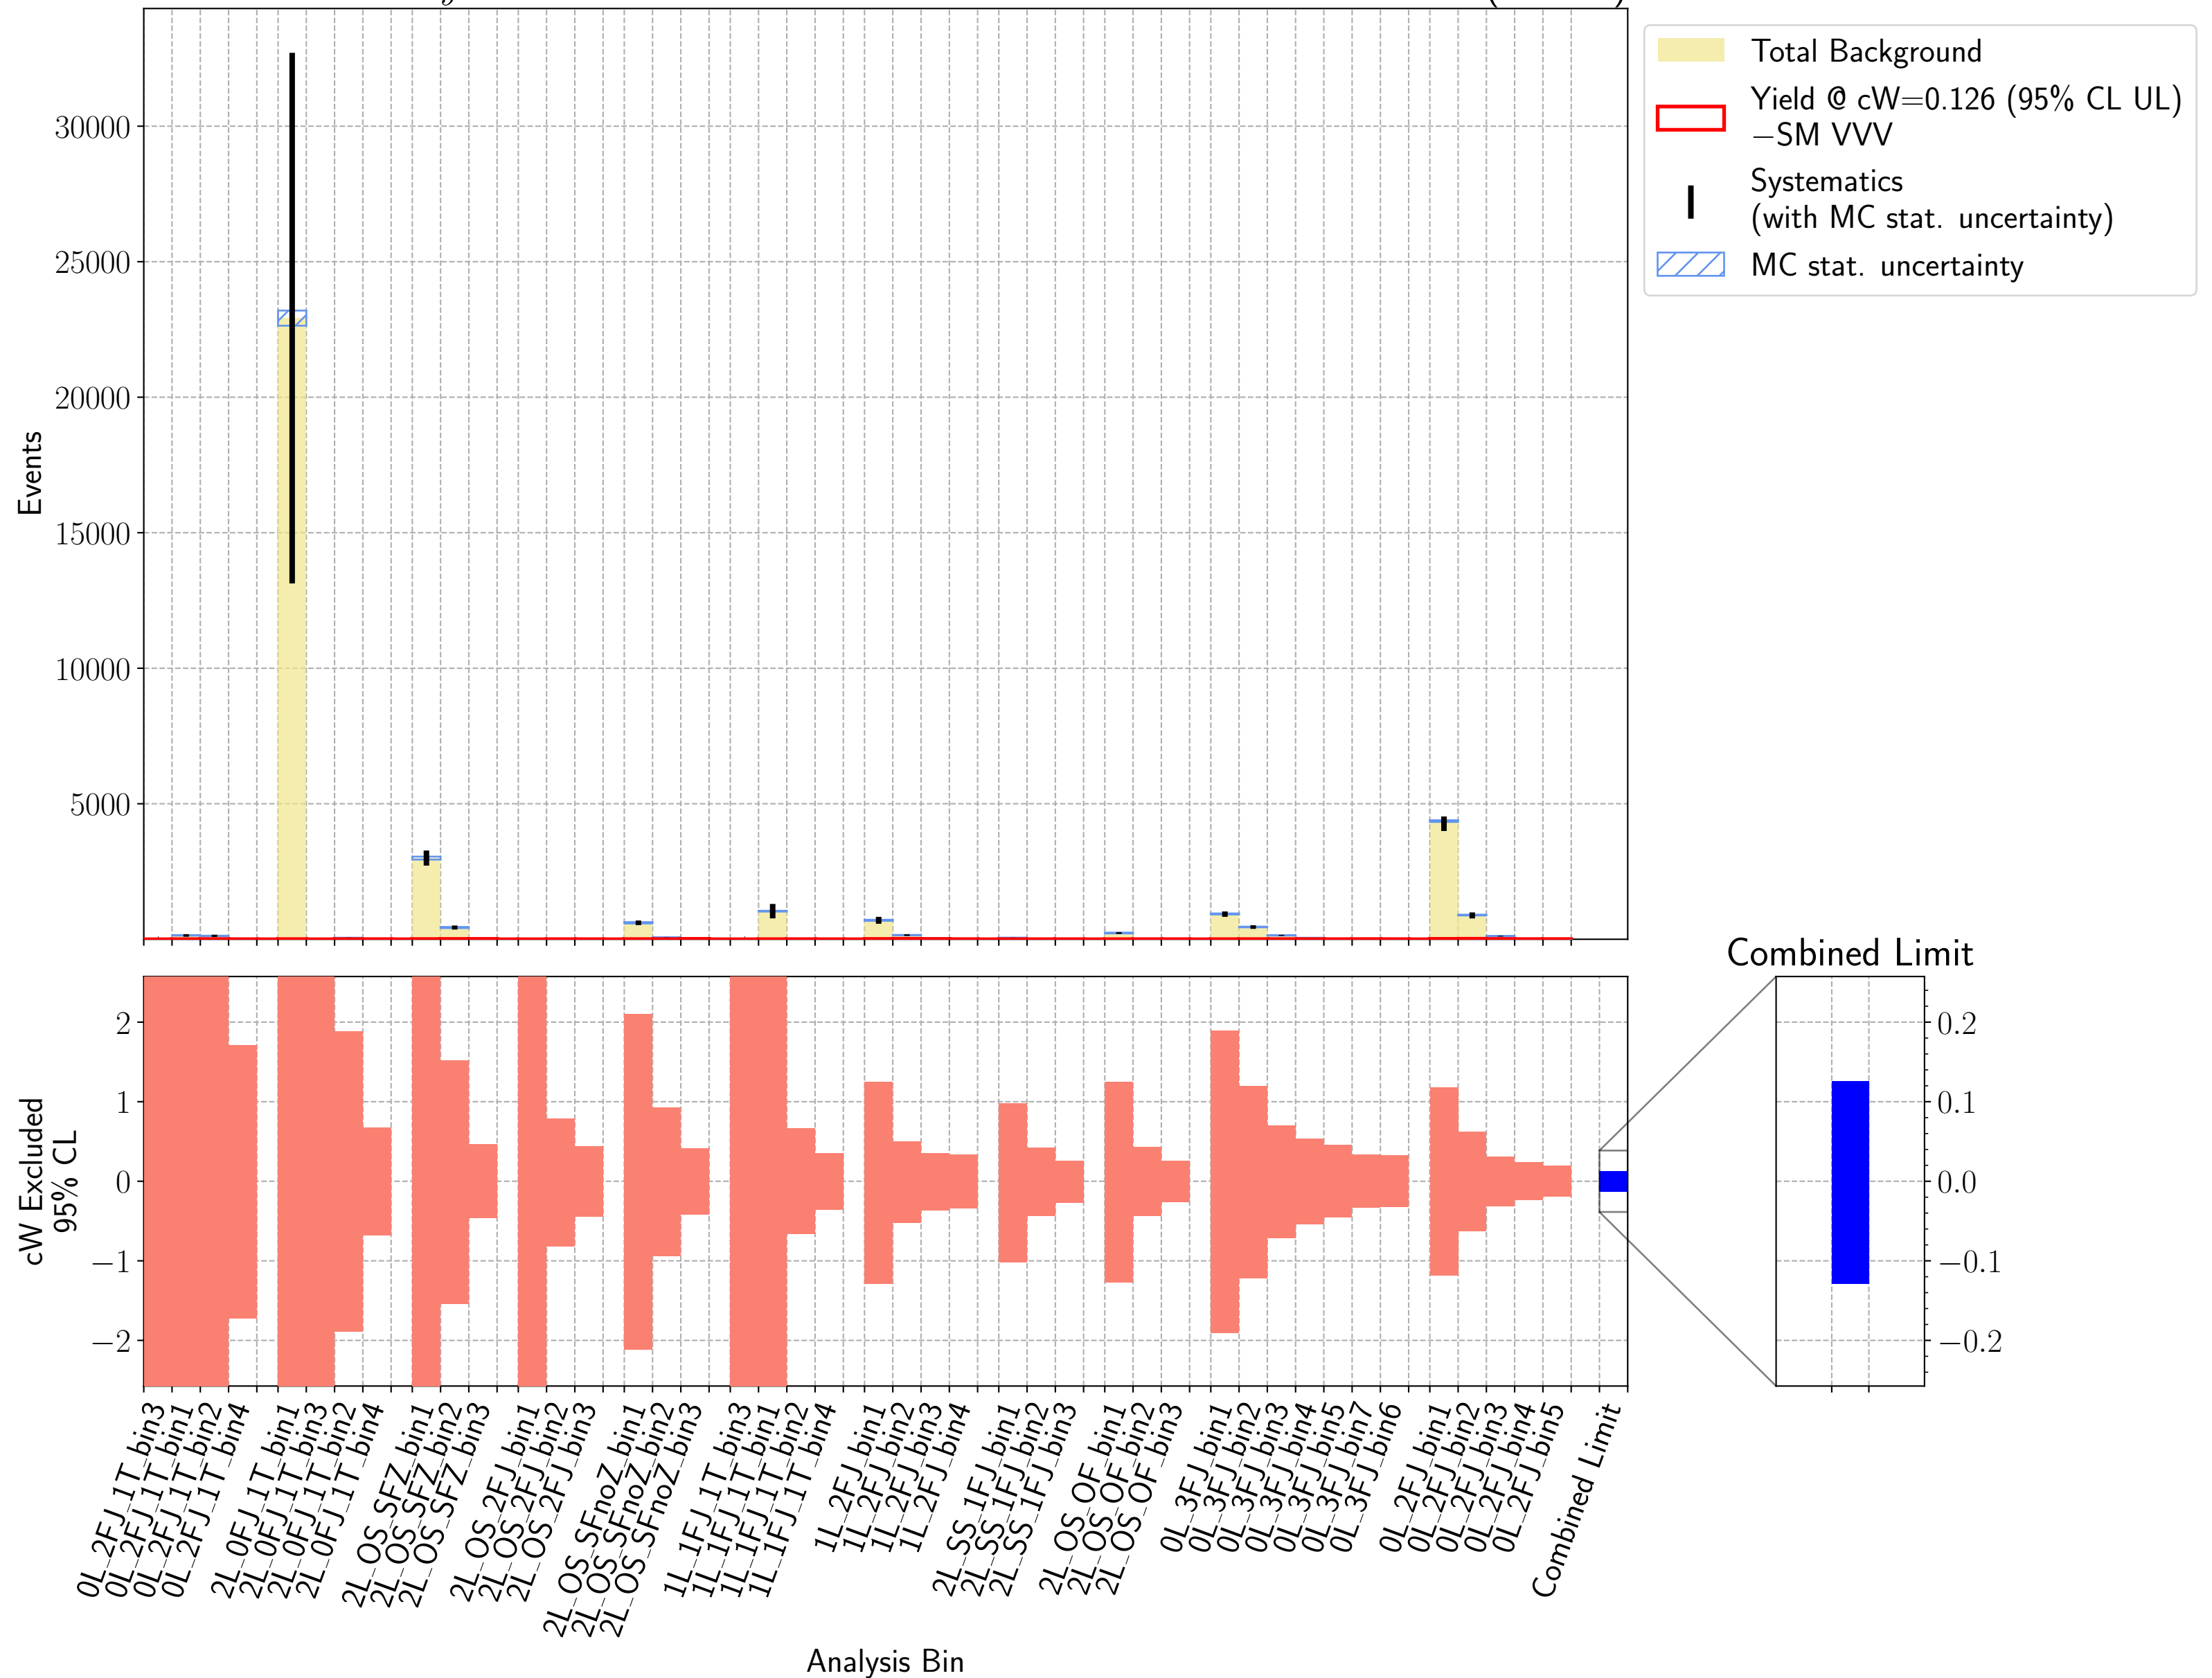 Total Background
Yield @ cW=0.126 (95% CL UL)
−SM VVV
Systematics
(with MC stat. uncertainty)
MC stat. uncertainty
Events
30000
25000
20000
15000
10000
5000
Combined Limit
cW Excluded
95% CL
2
1
0
−1
−2
0.2
0.1
0.0
−0.1
−0.2
0L_2FJ_1T_bin3
0L_2FJ_1T_bin1
0L_2FJ_1T_bin2
0L_2FJ_1T_bin4
2L_0FJ_1T_bin1
2L_0FJ_1T_bin3
2L_0FJ_1T_bin2
2L_0FJ_1T_bin4
2L_OS_SFZ_bin1
2L_OS_SFZ_bin2
2L_OS_SFZ_bin3
2L_OS_2FJ_bin1
2L_OS_2FJ_bin2
2L_OS_2FJ_bin3
2L_OS_SFnoZ_bin1
2L_OS_SFnoZ_bin2
2L_OS_SFnoZ_bin3
1L_1FJ_1T_bin3
1L_1FJ_1T_bin1
1L_1FJ_1T_bin2
1L_1FJ_1T_bin4
1L_2FJ_bin1
1L_2FJ_bin2
1L_2FJ_bin3
1L_2FJ_bin4
2L_SS_1FJ_bin1
2L_SS_1FJ_bin2
2L_SS_1FJ_bin3
2L_OS_OF_bin1
2L_OS_OF_bin2
2L_OS_OF_bin3
0L_3FJ_bin1
0L_3FJ_bin2
0L_3FJ_bin3
0L_3FJ_bin4
0L_3FJ_bin5
0L_3FJ_bin7
0L_3FJ_bin6
0L_2FJ_bin1
0L_2FJ_bin2
0L_2FJ_bin3
0L_2FJ_bin4
0L_2FJ_bin5
Combined Limit
Analysis Bin